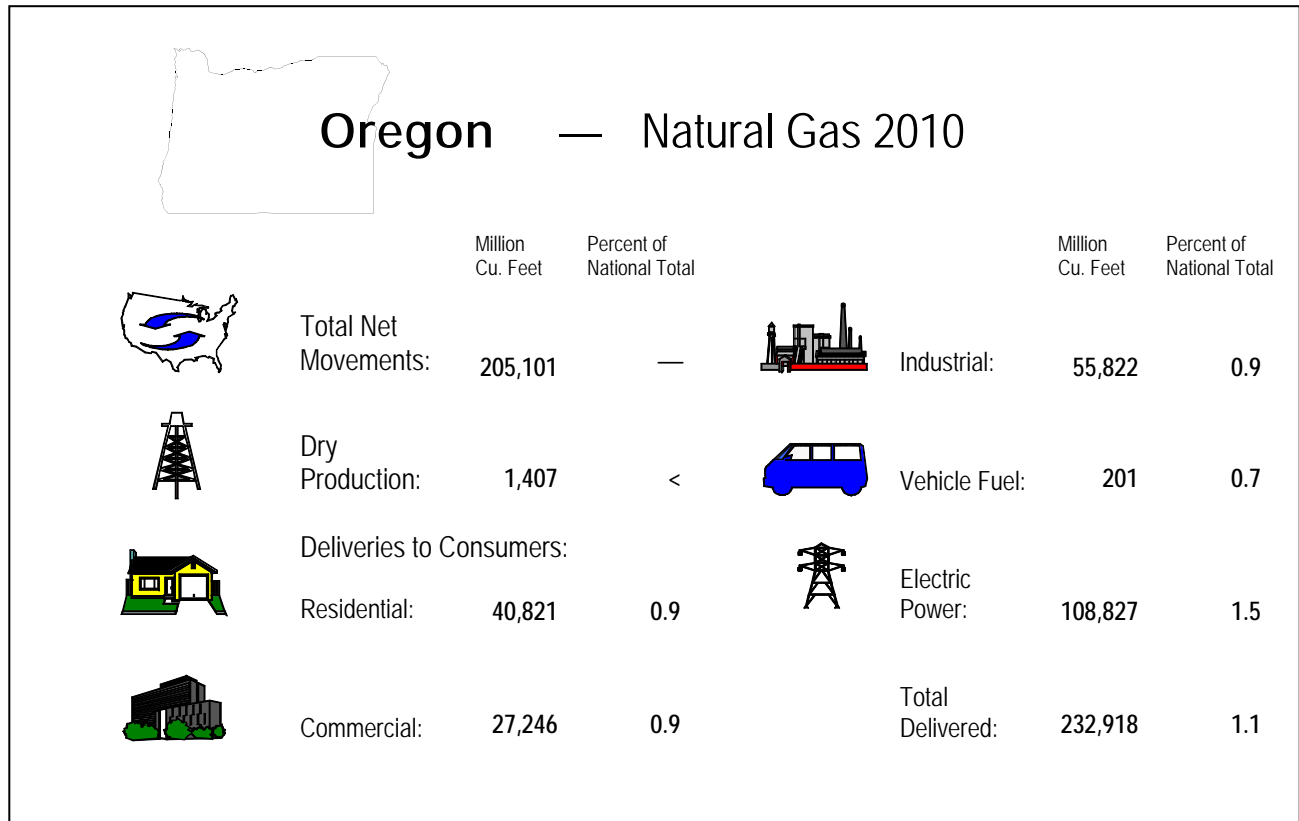 Oregon — Natural Gas 2010
Million
Cu. Feet
Percent of
National Total
Total Net
Movements: 205,101 —
Dry
Production: 1,407 <
Deliveries to Consumers:
Residential: 40,821 0.9
Commercial: 27,246 0.9
Million
Cu. Feet
Percent of
National Total
Industrial: 55,822 0.9
Vehicle Fuel: 201 0.7
Electric
Power: 108,827 1.5
Total
Delivered: 232,918 1.1